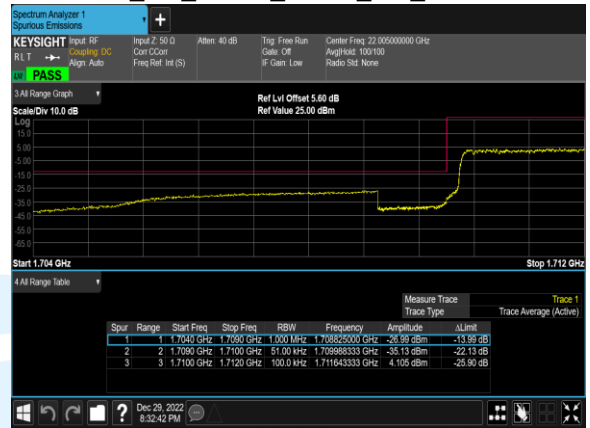 Spectrum Analyzer 1
Spurious Emissions
KEYSIGHT Input: RF Input Z: 50 Ω Atten: 40 dB Trig: Free Run Center Freq: 22.005000000 GHz
RLT Coupling: DC Corr CCorr Gate: Off Avg|Hold: 100/100
Align: Auto Freq Ref: Int (S) IF Gain: Low Radio Std: None
LW PASS
3 All Range Graph
Ref Lvl Offset 5.60 dB
Scale/Div 10.0 dB Ref Value 25.00 dBm
Log
15.0
5.00
-5.00
-15.0
-25.0
-35.0
-45.0
-55.0
-65.0
Start 1.704 GHz Stop 1.712 GHz
4 All Range Table
Measure Trace Trace 1
Trace Type Trace Average (Active)
Spur Range Start Freq Stop Freq RBW Frequency Amplitude ΔLimit
1 1 1.7040 GHz 1.7090 GHz 1.000 MHz 1.708825000 GHz -26.99 dBm -13.99 dB
2 2 1.7090 GHz 1.7100 GHz 51.00 kHz 1.709988333 GHz -35.13 dBm -22.13 dB
3 3 1.7100 GHz 1.7120 GHz 100.0 kHz 1.711643333 GHz 4.105 dBm -25.90 dB
? Dec 29, 2022
8:32:42 PM